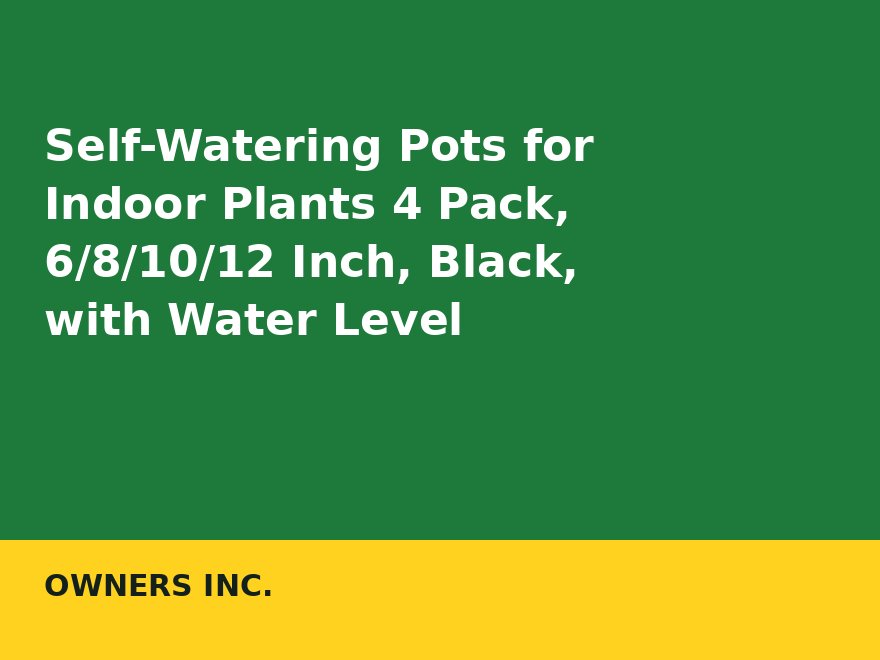 Self-Watering Pots for
Indoor Plants 4 Pack,
6/8/10/12 Inch, Black,
with Water Level
OWNERS INC.